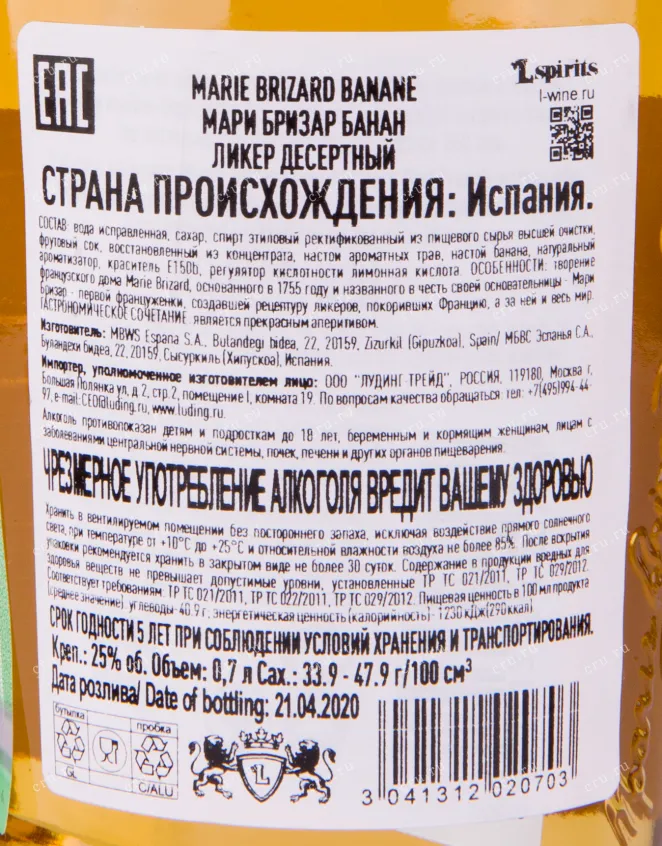 EAC
MARIE BRIZARD BANANE
МАРИ БРИЗАР БАНАН
ЛИКЕР ДЕСЕРТНЫЙ
1Lspirits
l-wine ru
СТРАНА ПРОИСХОЖДЕНИЯ: Испания.
СОСТАВ: вода исправленная, сахар, спирт этиловый ректификованный из пищевого сырья высшей очистки,
фруктовый сок, восстановленный из концентрата, настой ароматных трав, настой банана, натуральный
ароматизатор, краситель Е150b, регулятор кислотности лимонная кислота. ОСОБЕННОСТИ: творение
французского дома Marie Brizard, основанного в 1755 году и названного в честь своей основательницы - Мари
Бризар - первой француженки, создавшей рецептуру ликеров, покоривших Францию, а за ней и весь мир.
ГАСТРОНОМИЧЕСКОЕ СОЧЕТАНИЕ: является прекрасным аперитивом.
Изготовитель: MBWS Espana S.A., Bulandegi bidea, 22, 20159, Zizurkil (Gipuzkoa), Spain/ МБВС Эспанья С.А.,
Буландехи Бидеа, 22, 20159, Сысуркиль (Хипускоа), Испания.
Импортер, уполномоченное изготовителем лицо: ООО "ЛУДИНГ-ТРЕЙД", РОССИЯ, 119180, Москва г,
Большая Полянка ул, д 2, стр 2, помещение I, комната 19. По вопросам качества обращаться: тел: +7(495)994-44-
97, e-mail:CEO@luding.ru, www.luding.ru.
Алкоголь противопоказан детям и подросткам до 18 лет, беременным и кормящим женщинам, лицам с
заболеваниями центральной нервной системы, почек, печени и других органов пищеварения.
ЧРЕЗМЕРНОЕ УПОТРЕБЛЕНИЕ АЛКОГОЛЯ ВРЕДИТ ВАШЕМУ ЗДОРОВЬЮ
Хранить в вентилируемом помещении без постороннего запаха, исключая воздействие прямого солнечного
света, при температуре от +10°С до +25°С и относительной влажности воздуха не более 85%. После вскрытия
упаковки рекомендуется хранить в закрытом виде не более 30 суток. Содержание в продукции вредных для
здоровья веществ не превышает допустимые уровни, установленные ТР ТС 021/2011, ТР ТС 029/2012.
Соответствует требованиям: ТР ТС 021/2011, ТР ТС 022/2011, ТР ТС 029/2012. Пищевая ценность в 100 мл продукта
(среднее значение): углеводы-40.9 г; энергетическая ценность (калорийность)- 1230 кДж(290ккал)
СРОК ГОДНОСТИ 5 ЛЕТ ПРИ СОБЛЮДЕНИИ УСЛОВИЙ ХРАНЕНИЯ И ТРАНСПОРТИРОВАНИЯ.
Креп.: 25% об. Объем: 0,7 л Сах.: 33.9 - 47.9 г/100 см³
Дата розлива/ Date of bottling: 21.04.2020
бутылка
пробка
GL
C/ALU
1L
3 041312 020703
cru.ru